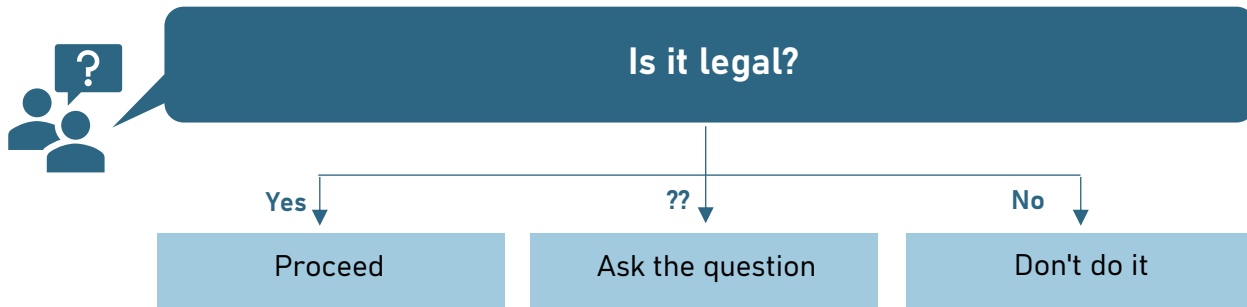 ?
Is it legal?
Yes
??
No
Proceed
Ask the question
Don't do it